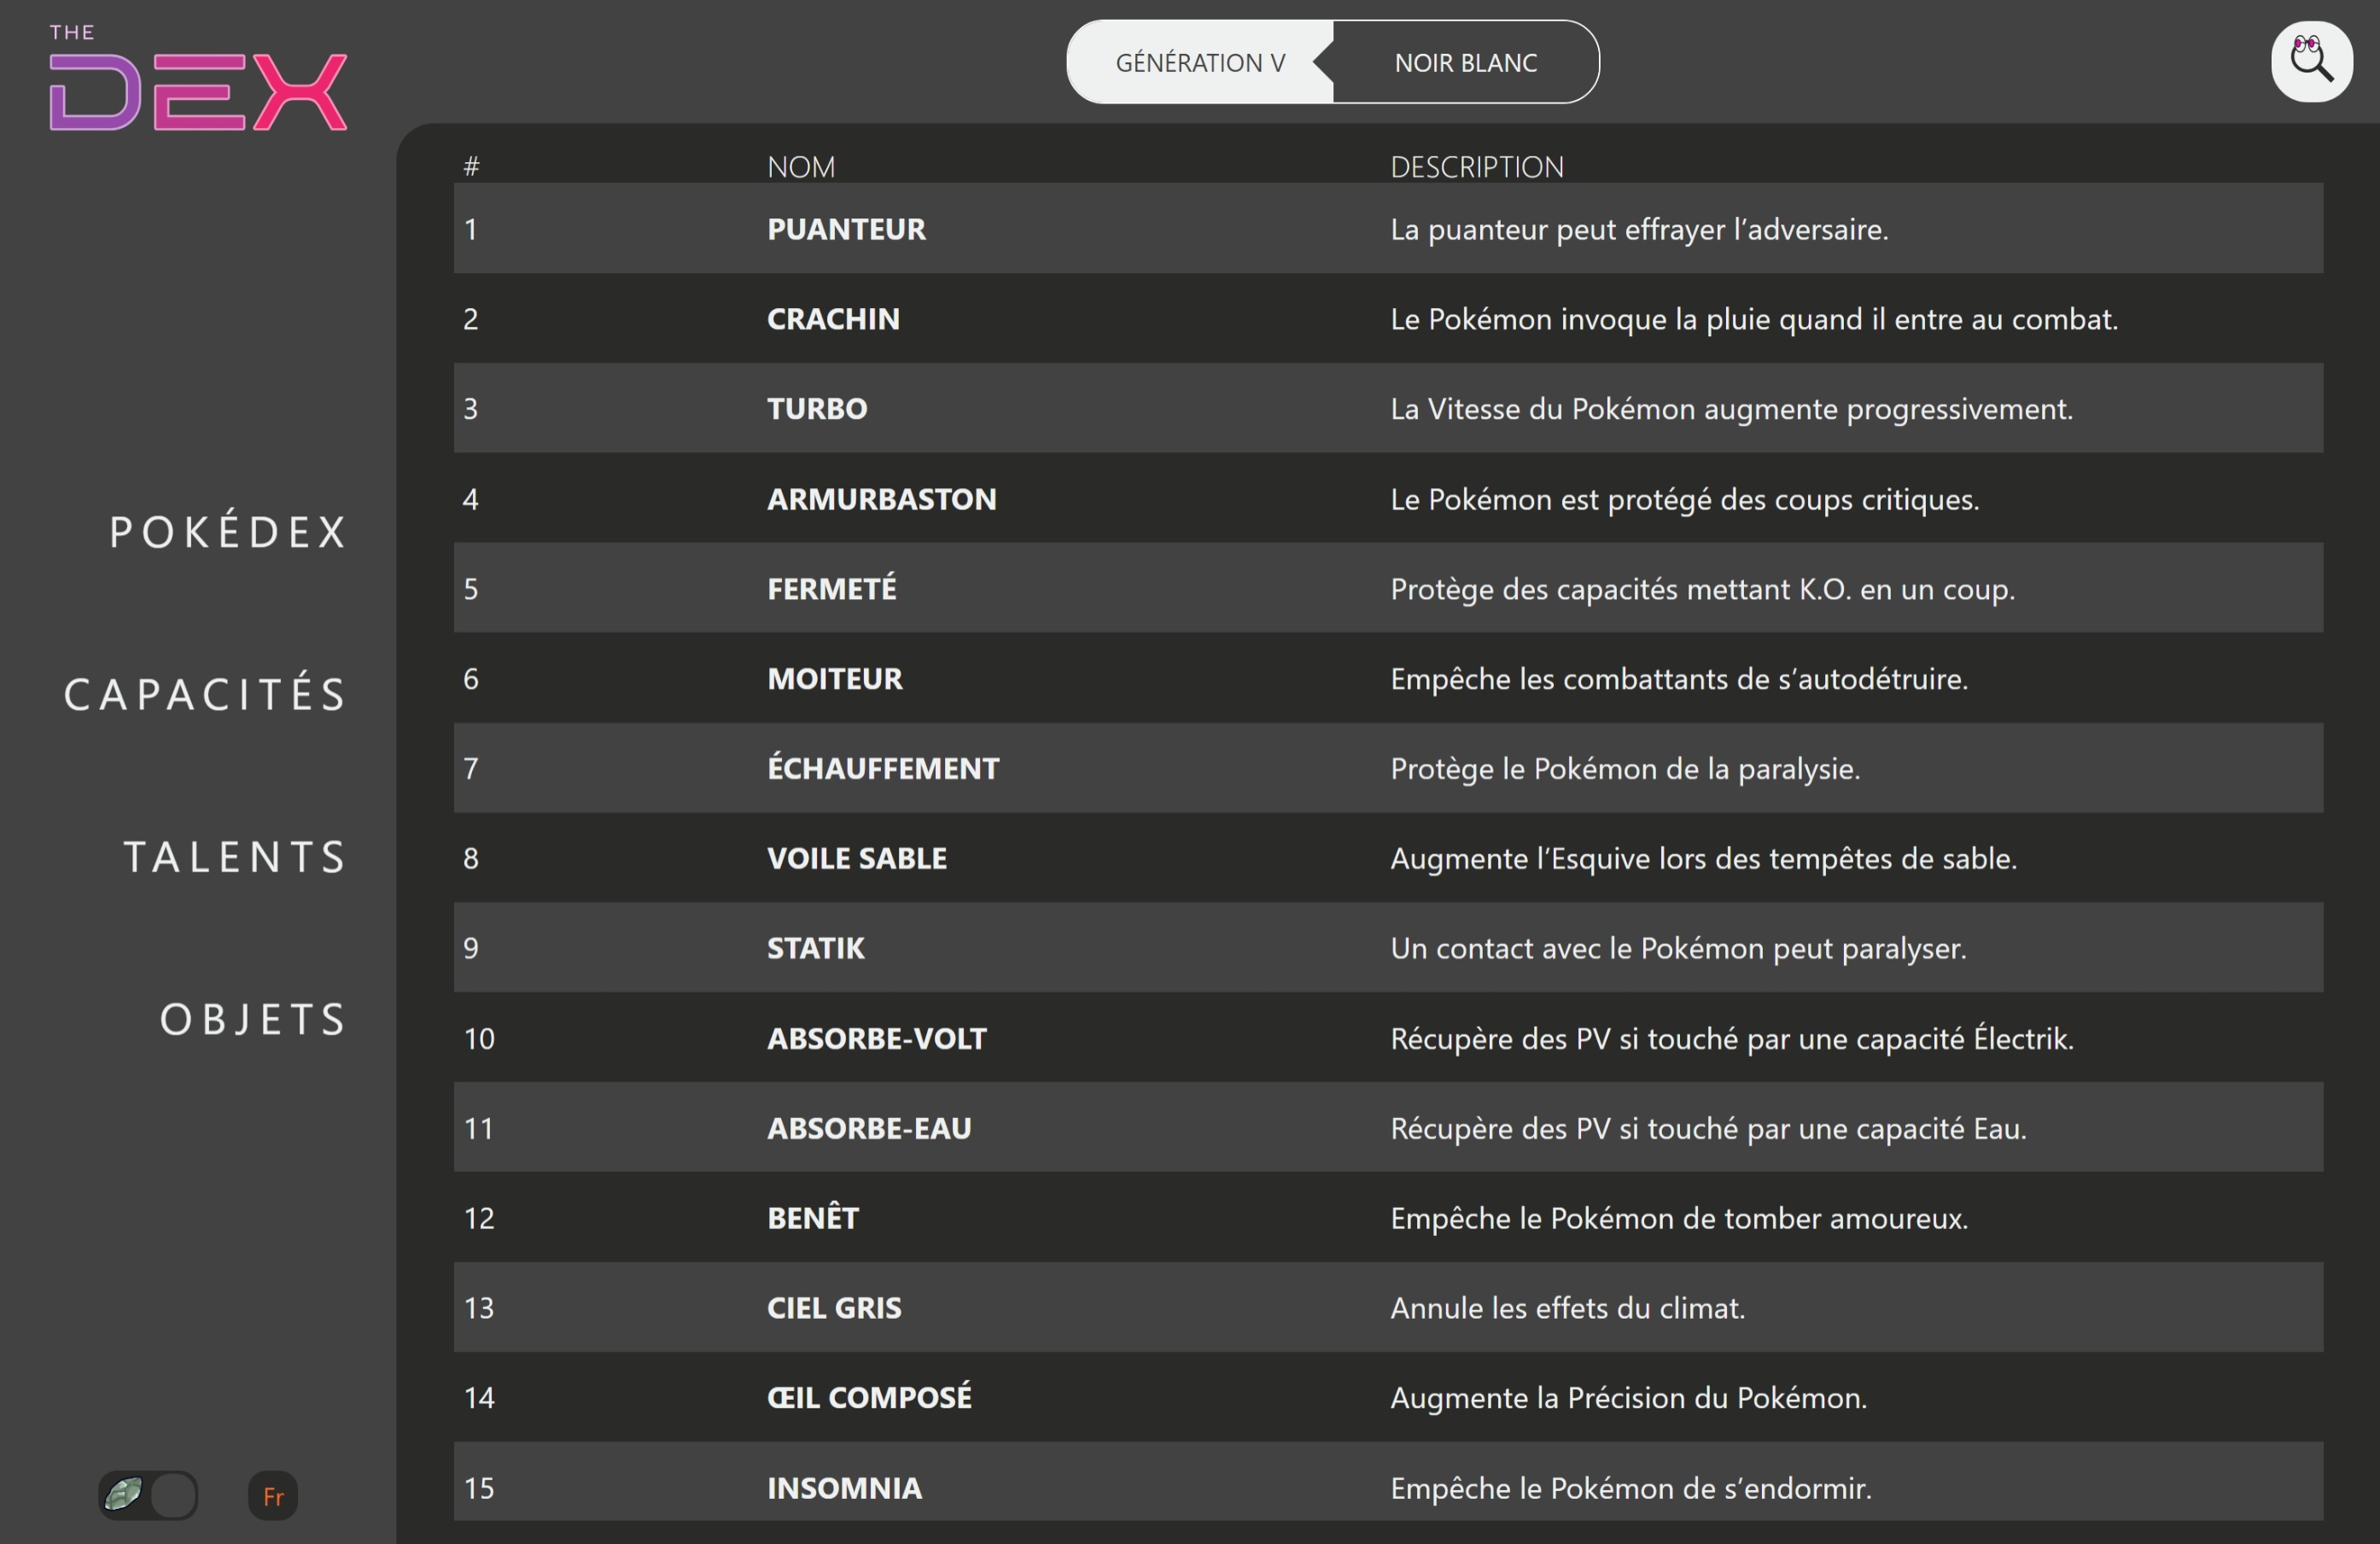 THE
DEX
GÉNÉRATION V
NOIR BLANC
POKÉDEX
CAPACITÉS
TALENTS
OBJETS
Fr
# NOM DESCRIPTION
1 PUANTEUR La puanteur peut effrayer l’adversaire.
2 CRACHIN Le Pokémon invoque la pluie quand il entre au combat.
3 TURBO La Vitesse du Pokémon augmente progressivement.
4 ARMURBASTON Le Pokémon est protégé des coups critiques.
5 FERMETÉ Protège des capacités mettant K.O. en un coup.
6 MOITEUR Empêche les combattants de s’autodétruire.
7 ÉCHAUFFEMENT Protège le Pokémon de la paralysie.
8 VOILE SABLE Augmente l’Esquive lors des tempêtes de sable.
9 STATIK Un contact avec le Pokémon peut paralyser.
10 ABSORBE-VOLT Récupère des PV si touché par une capacité Électrik.
11 ABSORBE-EAU Récupère des PV si touché par une capacité Eau.
12 BENÊT Empêche le Pokémon de tomber amoureux.
13 CIEL GRIS Annule les effets du climat.
14 ŒIL COMPOSÉ Augmente la Précision du Pokémon.
15 INSOMNIA Empêche le Pokémon de s’endormir.